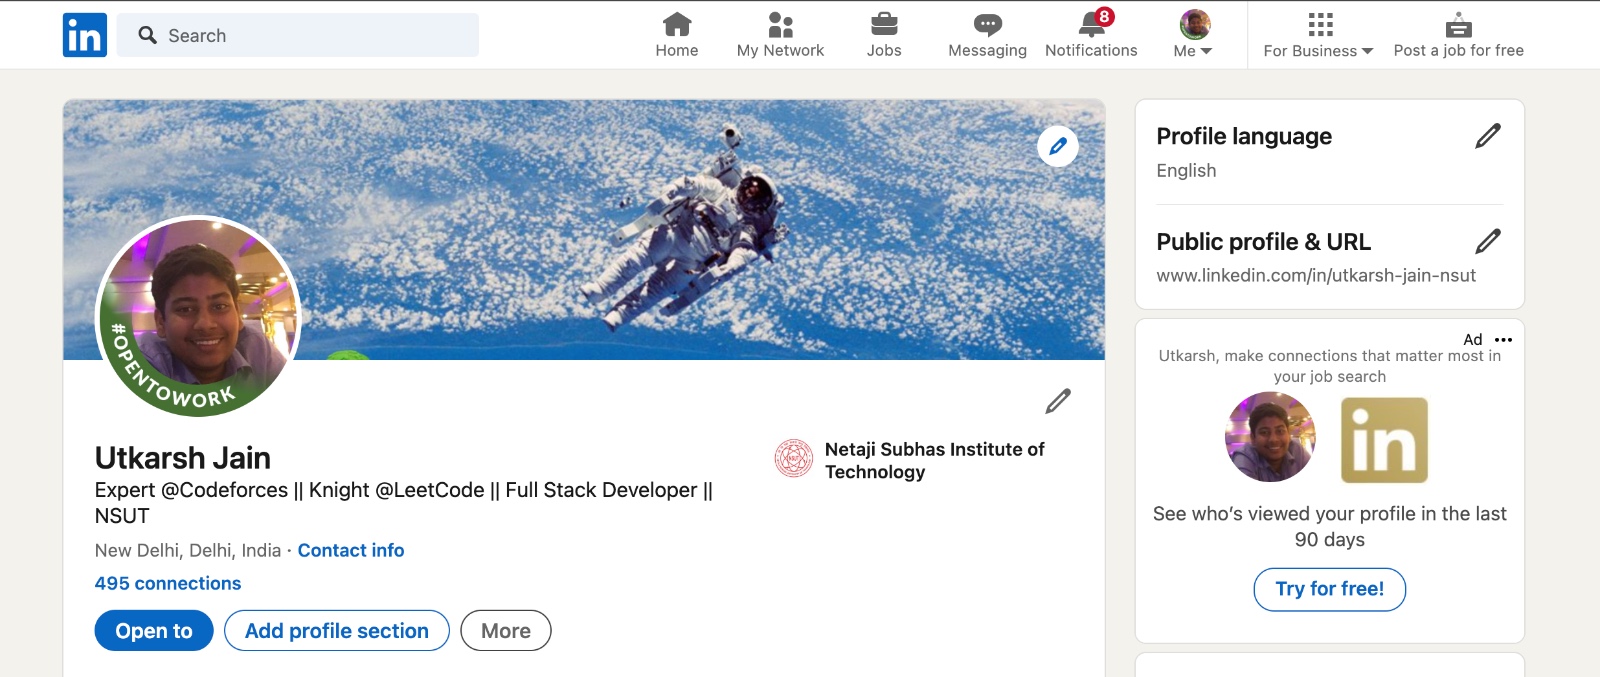 in
Search
Home
My Network
Jobs
Messaging
8
Notifications
Me
For Business
Post a job for free
#OPENTOWORK
Utkarsh Jain
Expert @Codeforces || Knight @LeetCode || Full Stack Developer ||
NSUT
New Delhi, Delhi, India · Contact info
495 connections
Open to
Add profile section
More
Netaji Subhas Institute of
Technology
Profile language
English
Public profile & URL
www.linkedin.com/in/utkarsh-jain-nsut
Ad
Utkarsh, make connections that matter most in
your job search
in
See who’s viewed your profile in the last
90 days
Try for free!